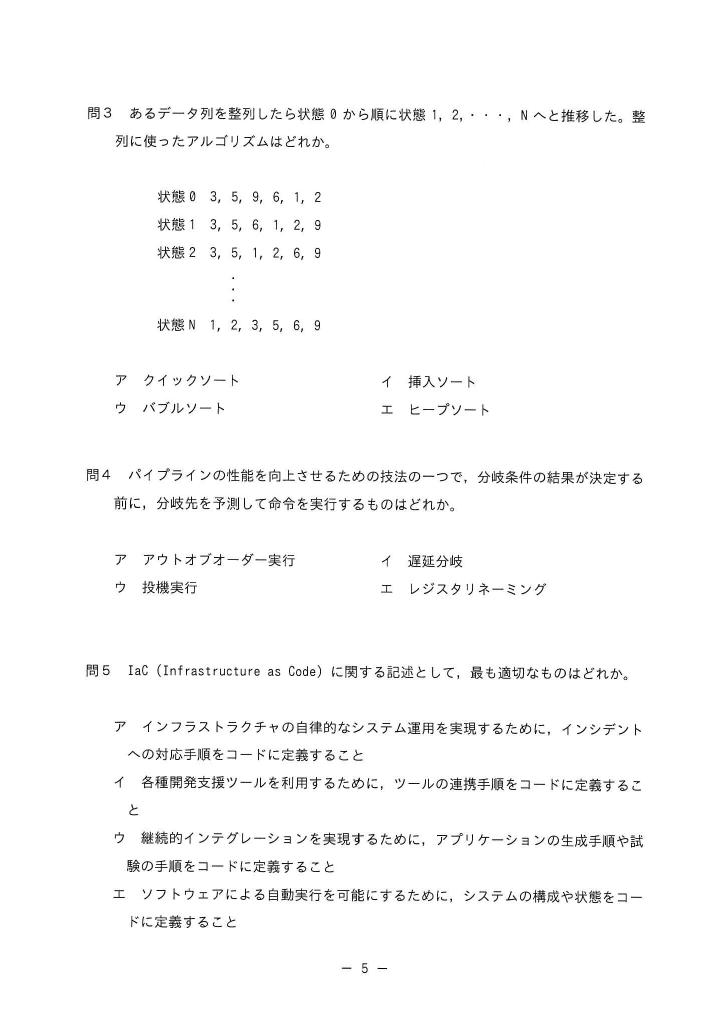 問3 あるデータ列を整列したら状態 0 から順に状態 1, 2, ・・・, N へと推移した。整
列に使ったアルゴリズムはどれか。
状態 0 3, 5, 9, 6, 1, 2
状態 1 3, 5, 6, 1, 2, 9
状態 2 3, 5, 1, 2, 6, 9
・
・
・
状態 N 1, 2, 3, 5, 6, 9
ア クイックソート イ 挿入ソート
ウ バブルソート エ ヒープソート
問4 パイプラインの性能を向上させるための技法の一つで，分岐条件の結果が決定する
前に，分岐先を予測して命令を実行するものはどれか。
ア アウトオブオーダー実行 イ 遅延分岐
ウ 投機実行 エ レジスタリネーミング
問5 IaC (Infrastructure as Code) に関する記述として，最も適切なものはどれか。
ア インフラストラクチャの自律的なシステム運用を実現するために，インシデント
への対応手順をコードに定義すること
イ 各種開発支援ツールを利用するために，ツールの連携手順をコードに定義するこ
と
ウ 継続的インテグレーションを実現するために，アプリケーションの生成手順や試
験の手順をコードに定義すること
エ ソフトウェアによる自動実行を可能にするために，システムの構成や状態をコー
ドに定義すること
－ 5 －